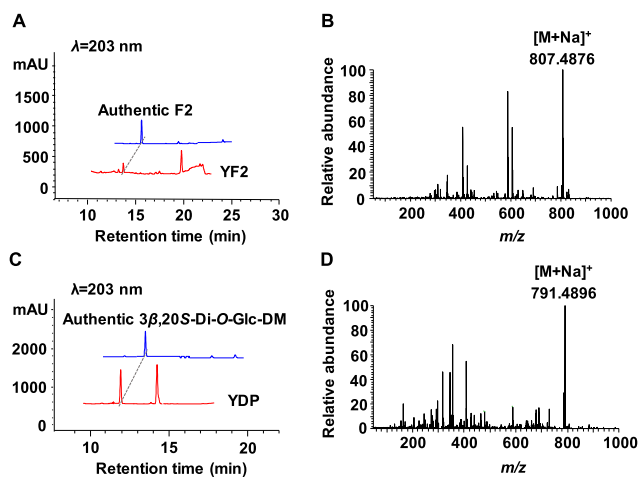 A
λ=203 nm
mAU
1500
1000
500
0
Authentic F2
YF2
10 15 20 25 30
Retention time (min)
B
[M+Na]⁺
807.4876
Relative abundance
100
80
60
40
20
0
200 400 600 800 1000
m/z
C
λ=203 nm
mAU
2000
1000
0
Authentic 3β,20S-Di-O-Glc-DM
YDP
10 15 20
Retention time (min)
D
[M+Na]⁺
791.4896
Relative abundance
100
80
60
40
20
0
200 400 600 800 1000
m/z